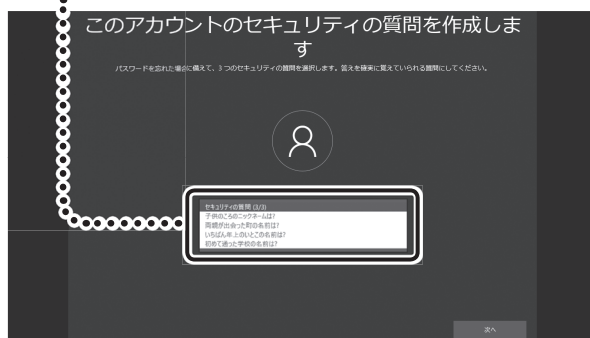 このアカウントのセキュリティの質問を作成しま
す
パスワードを忘れた場合に備えて、3 つのセキュリティの質問を選択します。答えを確実に覚えていられる質問にしてください。
セキュリティの質問 (3/3)
子供のころのニックネームは?
両親が出会った町の名前は?
いちばん年上のいとこの名前は?
初めて通った学校の名前は?
次へ